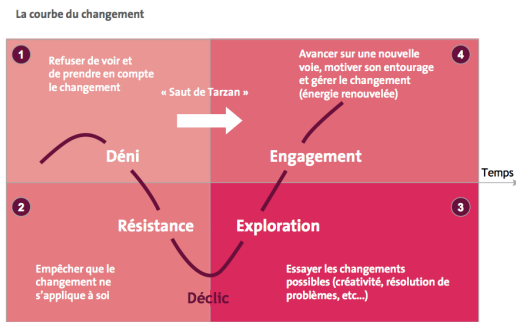 La courbe du changement
1
Refuser de voir et
de prendre en compte
le changement
« Saut de Tarzan »
Avancer sur une nouvelle
voie, motiver son entourage
et gérer le changement
(énergie renouvelée)
4
Déni
Engagement
Temps
2
Résistance
Exploration
3
Empêcher que le
changement ne
s'applique à soi
Déclic
Essayer les changements
possibles (créativité, résolution de
problèmes, etc...)